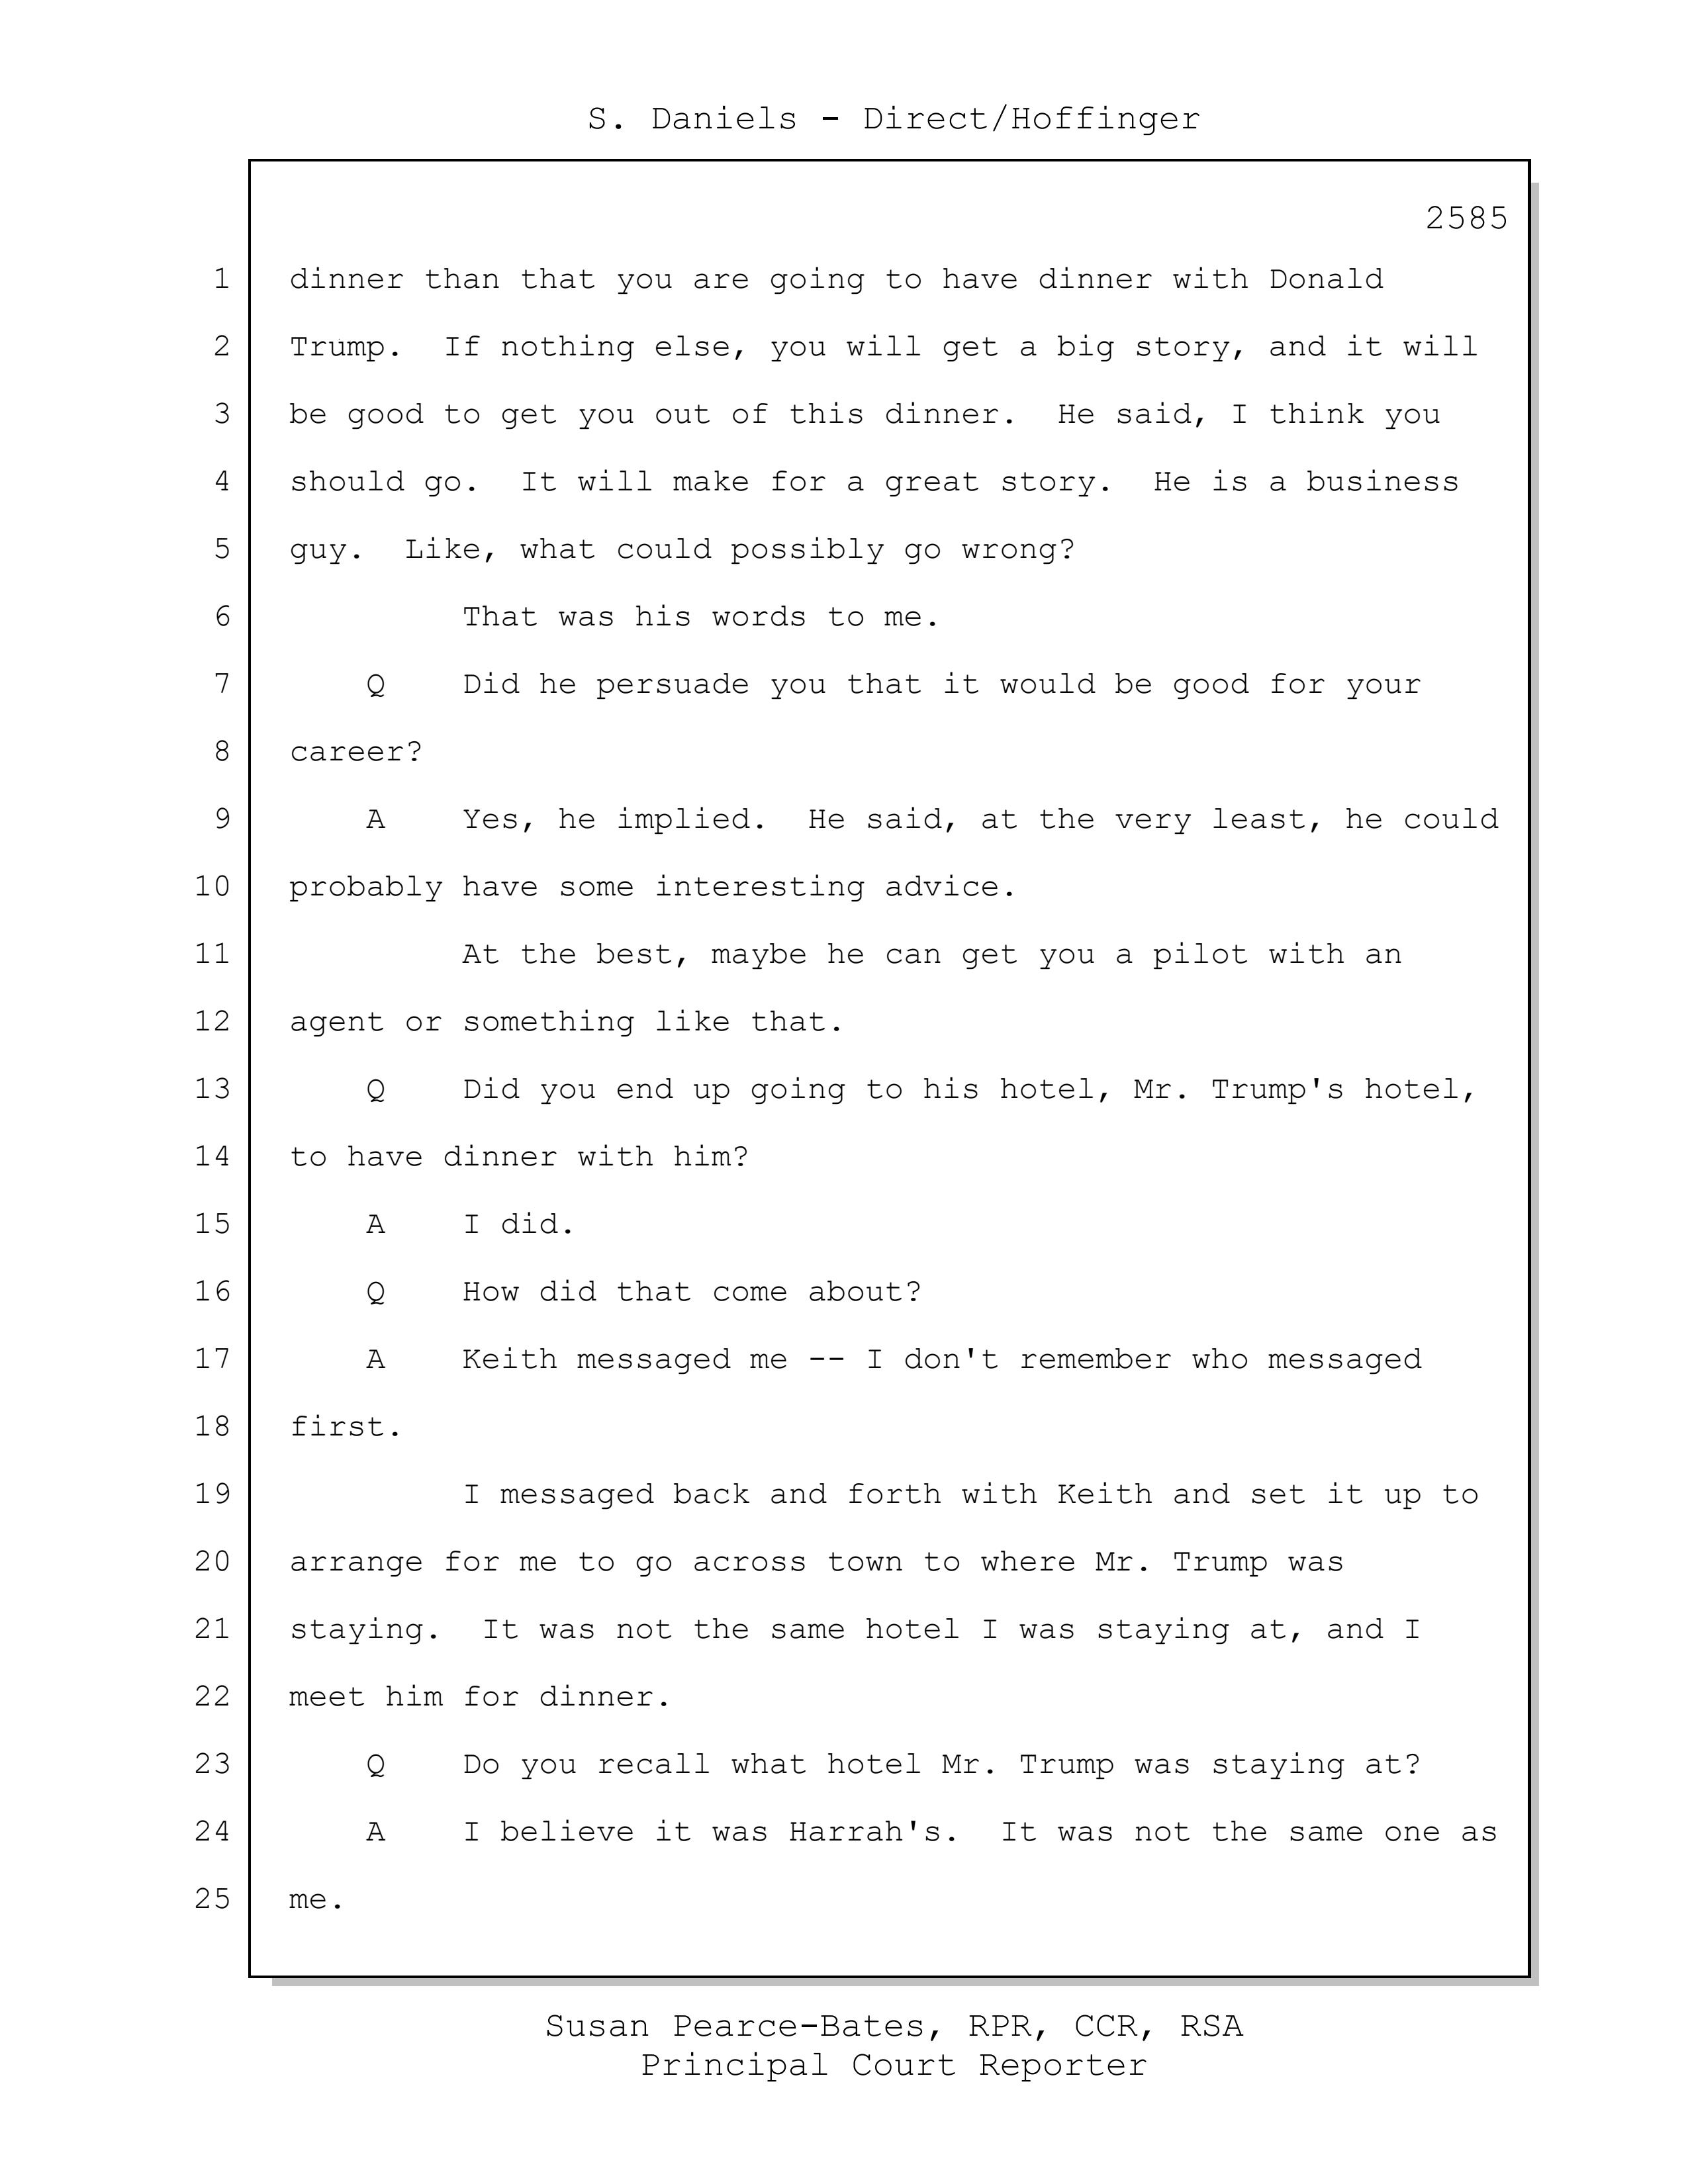 S. Daniels - Direct/Hoffinger
2585
1 dinner than that you are going to have dinner with Donald
2 Trump. If nothing else, you will get a big story, and it will
3 be good to get you out of this dinner. He said, I think you
4 should go. It will make for a great story. He is a business
5 guy. Like, what could possibly go wrong?
6 That was his words to me.
7 Q Did he persuade you that it would be good for your
8 career?
9 A Yes, he implied. He said, at the very least, he could
10 probably have some interesting advice.
11 At the best, maybe he can get you a pilot with an
12 agent or something like that.
13 Q Did you end up going to his hotel, Mr. Trump's hotel,
14 to have dinner with him?
15 A I did.
16 Q How did that come about?
17 A Keith messaged me -- I don't remember who messaged
18 first.
19 I messaged back and forth with Keith and set it up to
20 arrange for me to go across town to where Mr. Trump was
21 staying. It was not the same hotel I was staying at, and I
22 meet him for dinner.
23 Q Do you recall what hotel Mr. Trump was staying at?
24 A I believe it was Harrah's. It was not the same one as
25 me.
Susan Pearce-Bates, RPR, CCR, RSA
Principal Court Reporter